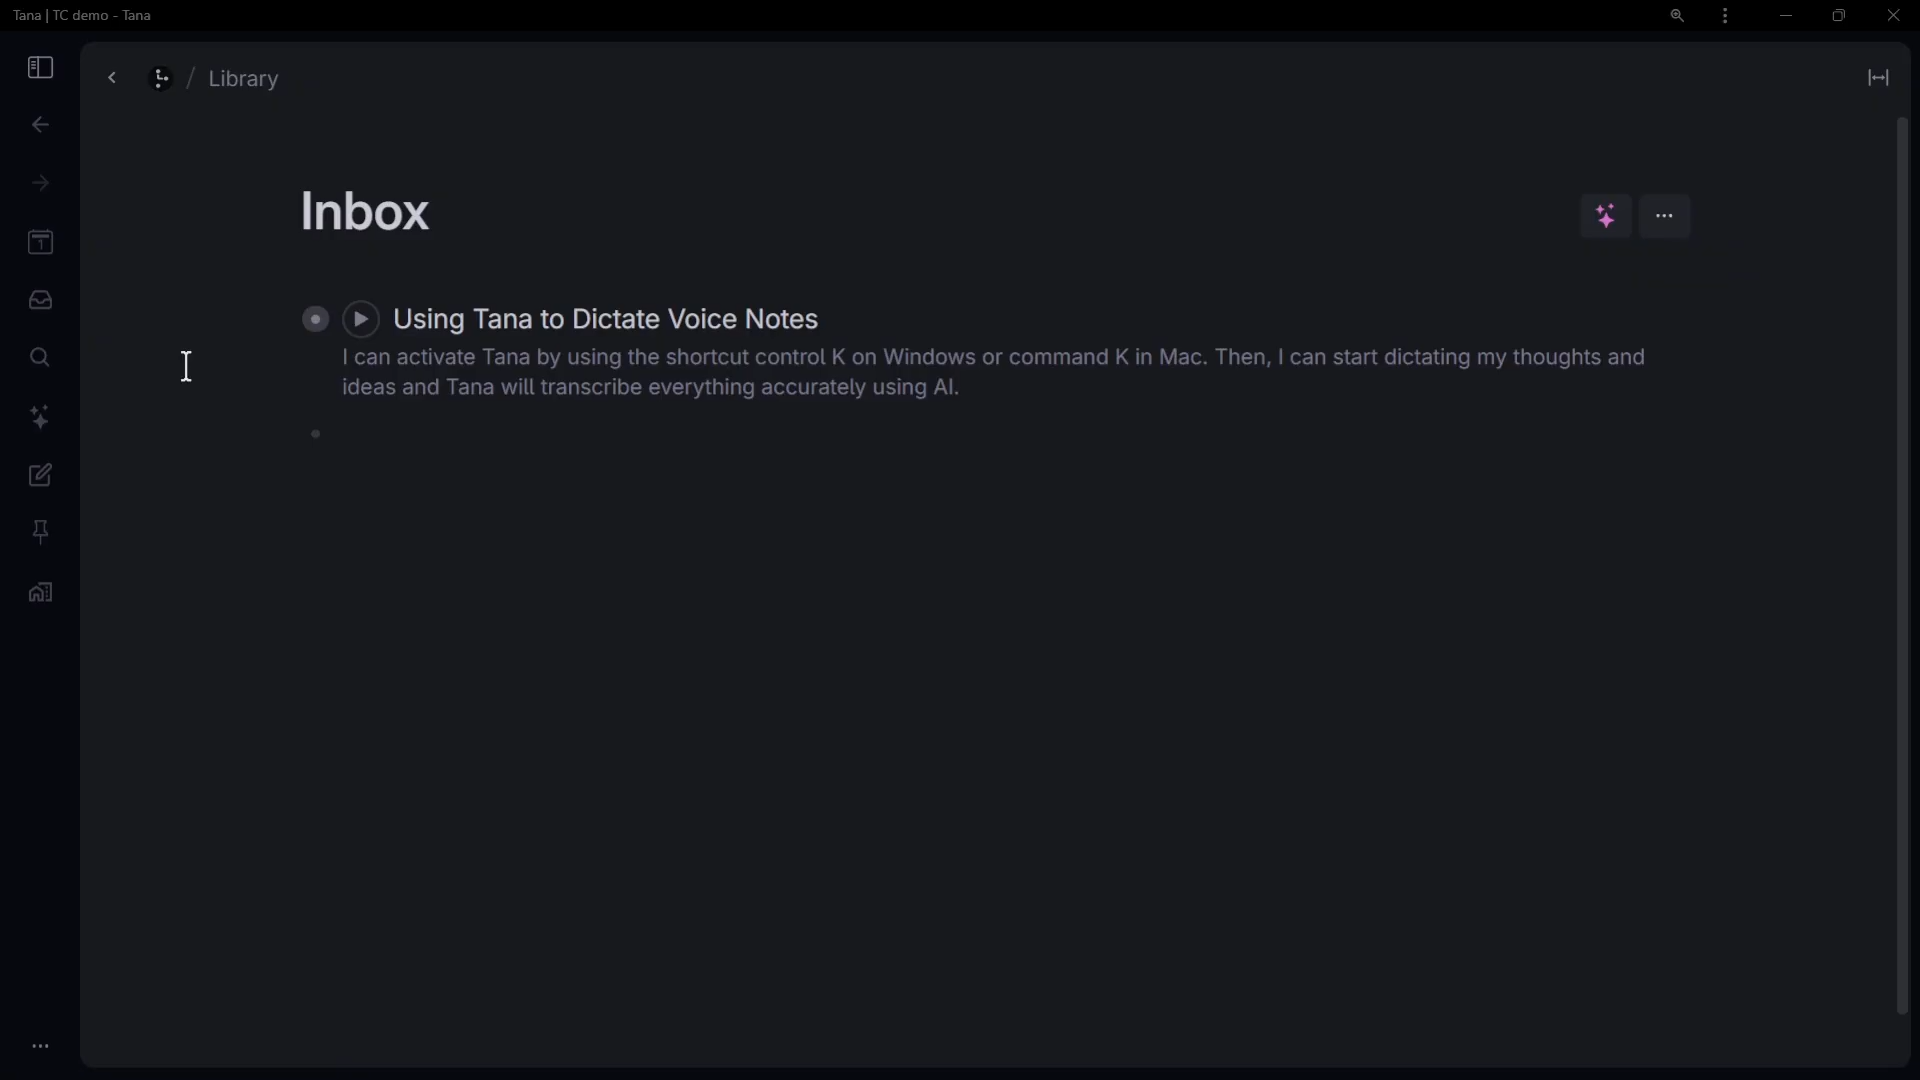 Tana | TC demo - Tana
/ Library
Inbox
Using Tana to Dictate Voice Notes
I can activate Tana by using the shortcut control K on Windows or command K in Mac. Then, I can start dictating my thoughts and
ideas and Tana will transcribe everything accurately using AI.
1